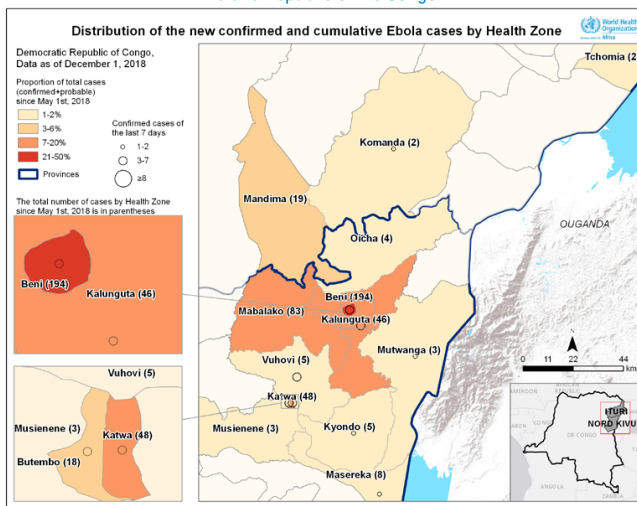 Distribution of the new confirmed and cumulative Ebola cases by Health Zone
World Health
Organization
Africa
Democratic Republic of Congo,
Data as of December 1, 2018
Proportion of total cases
(confirmed+probable)
since May 1st, 2018
1-2%
3-6%
7-20%
21-50%
Provinces
Confirmed cases of
the last 7 days
1-2
3-7
≥8
The total number of cases by Health Zone
since May 1st, 2018 is in parentheses
Beni (194)
Kalunguta (46)
Vuhovi (5)
Musienene (3)
Katwa (48)
Butembo (18)
Tchomia (2
Komanda (2)
Mandima (19)
Oicha (4)
OUGANDA
Beni (194)
Mabalako (83)
Kalunguta (46)
Mutwanga (3)
Vuhovi (5)
Katwa (48)
Musienene (3)
Kyondo (5)
Masereka (8)
N
0 11 22 44
km
ITURI
NORD KIVU
DR CONGO
ANGOLA